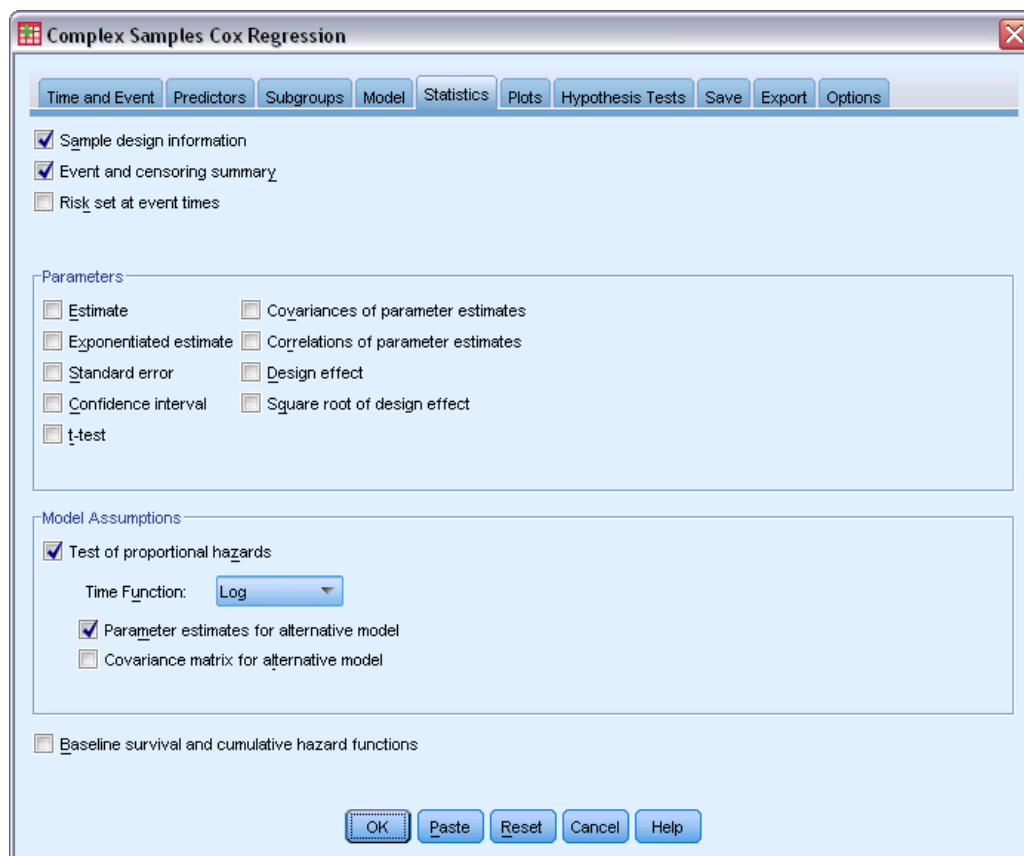 Complex Samples Cox Regression
Time and Event Predictors Subgroups Model Statistics Plots Hypothesis Tests Save Export Options
Sample design information
Event and censoring summary
Risk set at event times
Parameters
Estimate Covariances of parameter estimates
Exponentiated estimate Correlations of parameter estimates
Standard error Design effect
Confidence interval Square root of design effect
t-test
Model Assumptions
Test of proportional hazards
Time Function: Log
Parameter estimates for alternative model
Covariance matrix for alternative model
Baseline survival and cumulative hazard functions
OK Paste Reset Cancel Help